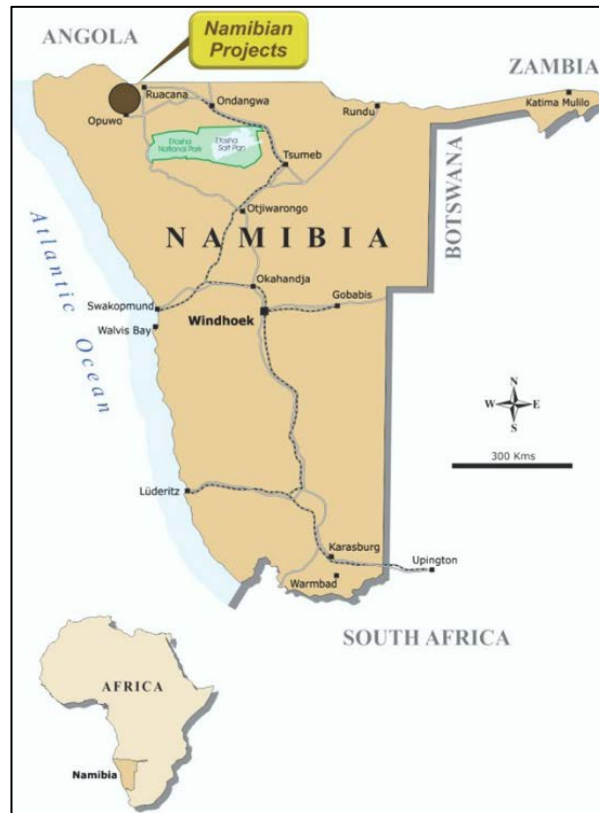 ANGOLA
Namibian
Projects
ZAMBIA
Ruacana
Ondangwa
Rundu
Katima Mulilo
Opuwo
Etosha
National Park
Etosha
Salt Pan
Tsumeb
BOTSWANA
Otjiwarongo
NAMIBIA
Atlantic Ocean
Okahandja
Swakopmund
Gobabis
Windhoek
Walvis Bay
N
W
E
S
300 Kms
Lüderitz
Karasburg
Upington
Warmbad
SOUTH AFRICA
AFRICA
Namibia